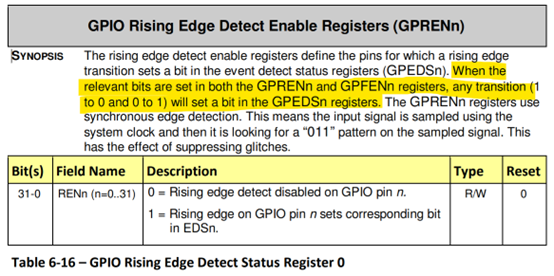 GPIO Rising Edge Detect Enable Registers (GPRENn)
SYNOPSIS The rising edge detect enable registers define the pins for which a rising edge
transition sets a bit in the event detect status registers (GPEDSn). When the
relevant bits are set in both the GPRENn and GPFENn registers, any transition (1
to 0 and 0 to 1) will set a bit in the GPEDSn registers. The GPRENn registers use
synchronous edge detection. This means the input signal is sampled using the
system clock and then it is looking for a “011” pattern on the sampled signal. This
has the effect of suppressing glitches.
Bit(s) Field Name Description Type Reset
31-0 RENn (n=0..31) 0 = Rising edge detect disabled on GPIO pin n. R/W 0
1 = Rising edge on GPIO pin n sets corresponding bit
in EDSn.
Table 6-16 – GPIO Rising Edge Detect Status Register 0